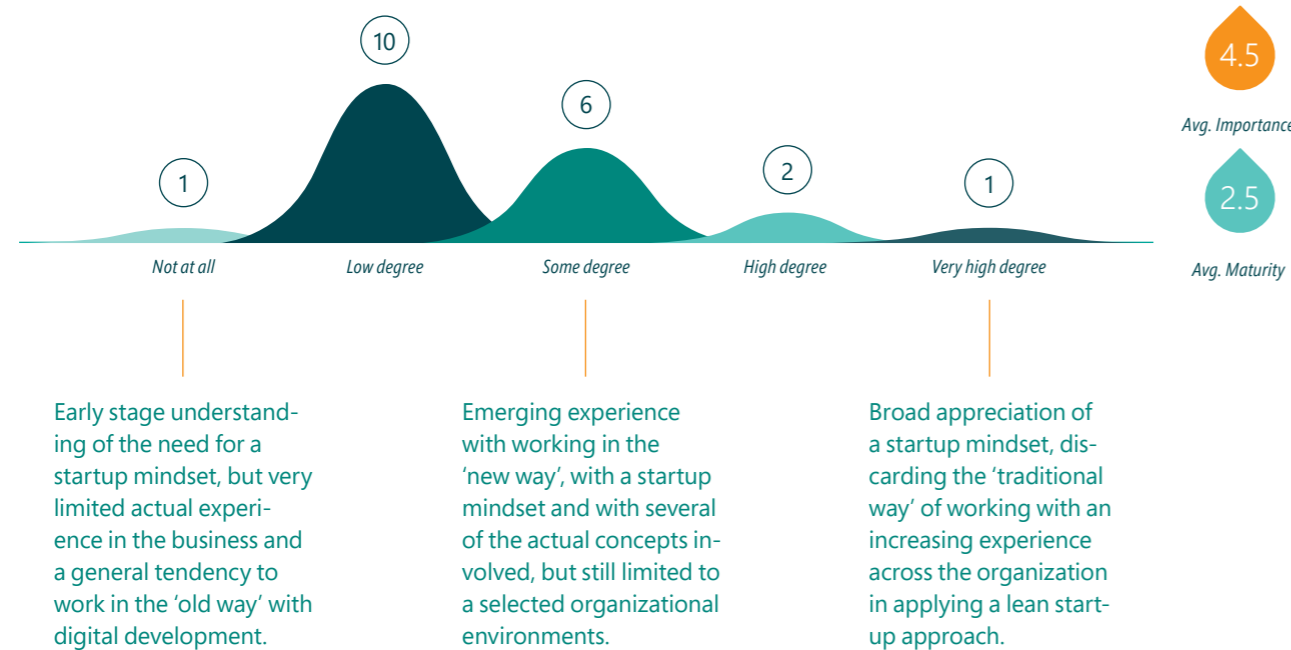 10
6
1
2
1
4.5
Avg. Importance
2.5
Avg. Maturity
Not at all
Low degree
Some degree
High degree
Very high degree
Early stage understand-
ing of the need for a
startup mindset, but very
limited actual experi-
ence in the business and
a general tendency to
work in the ‘old way’ with
digital development.
Emerging experience
with working in the
‘new way’, with a startup
mindset and with several
of the actual concepts in-
volved, but still limited to
a selected organizational
environments.
Broad appreciation of
a startup mindset, dis-
carding the ‘traditional
way’ of working with an
increasing experience
across the organization
in applying a lean start-
up approach.